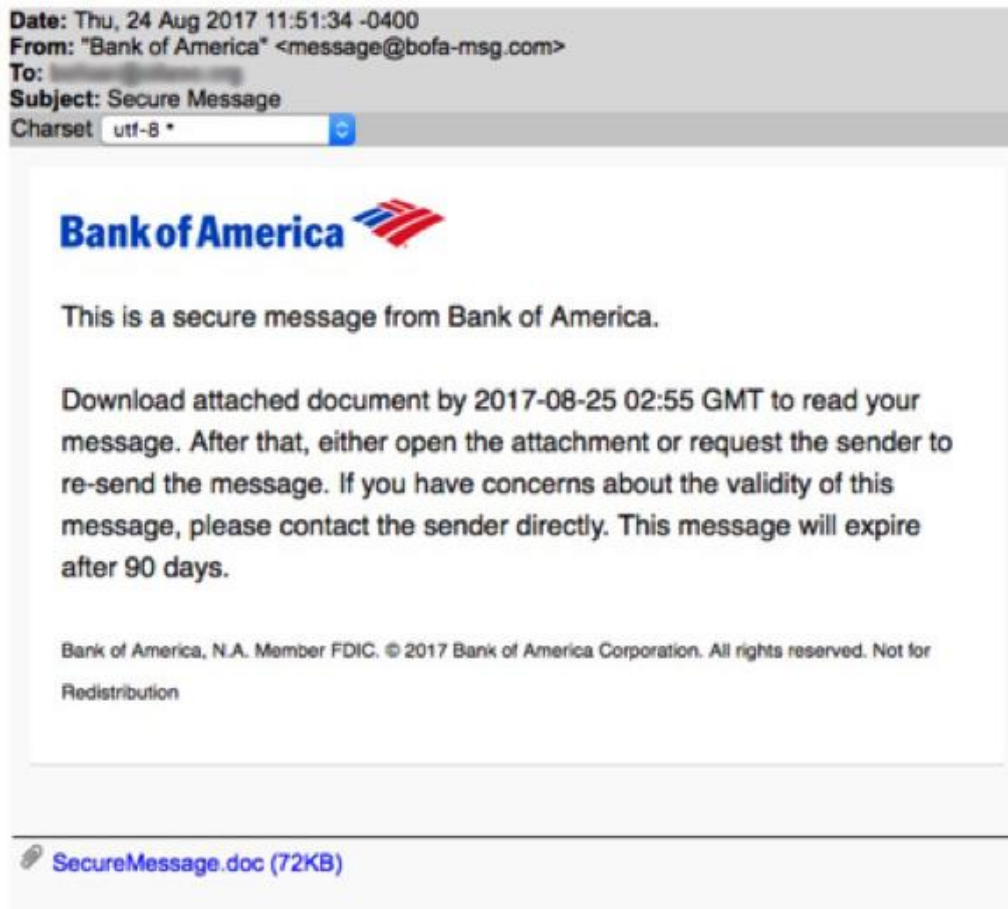 Date: Thu, 24 Aug 2017 11:51:34 -0400
From: "Bank of America" <message@bofa-msg.com>
To:
Subject: Secure Message
Charset utf-8 *
Bank of America
This is a secure message from Bank of America.
Download attached document by 2017-08-25 02:55 GMT to read your
message. After that, either open the attachment or request the sender to
re-send the message. If you have concerns about the validity of this
message, please contact the sender directly. This message will expire
after 90 days.
Bank of America, N.A. Member FDIC. © 2017 Bank of America Corporation. All rights reserved. Not for
Redistribution
SecureMessage.doc (72KB)